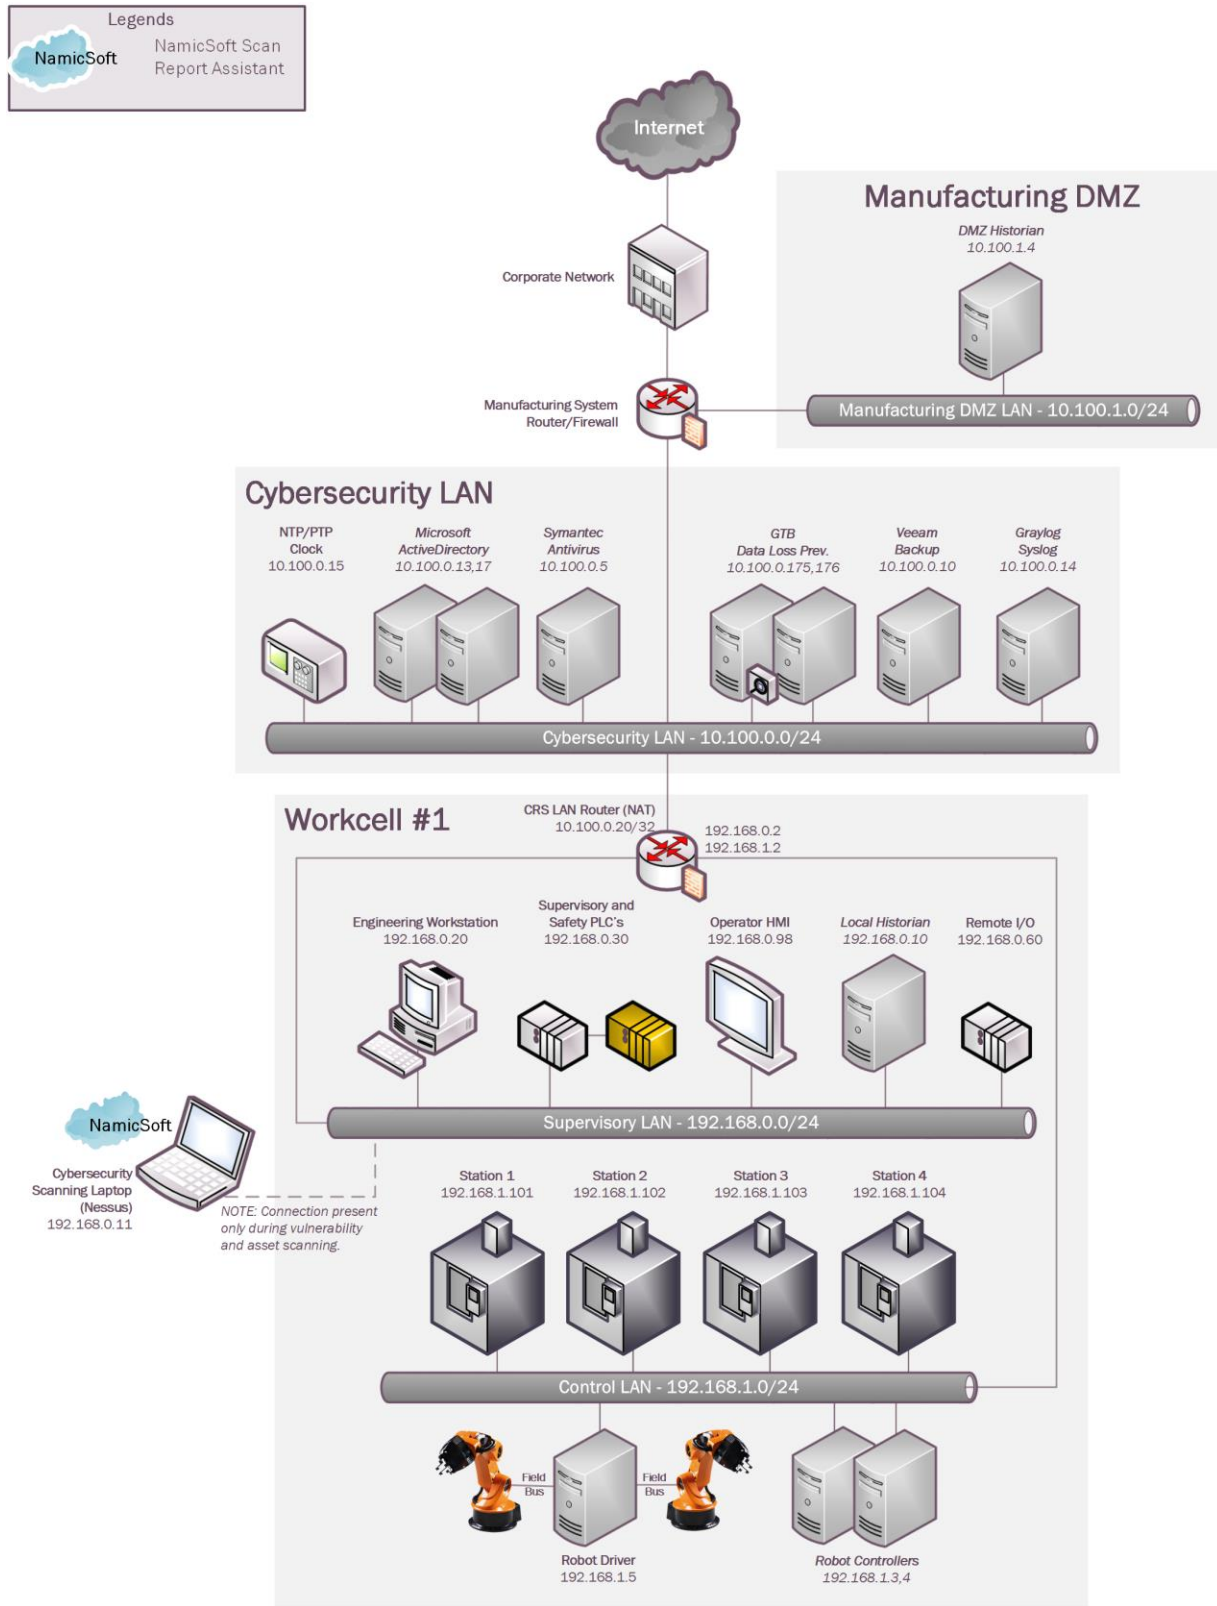 Legends
NamicSoft
NamicSoft Scan
Report Assistant
Internet
Manufacturing DMZ
DMZ Historian
10.100.1.4
Corporate Network
Manufacturing System
Router/Firewall
Manufacturing DMZ LAN - 10.100.1.0/24
Cybersecurity LAN
NTP/PTP
Clock
10.100.0.15
Microsoft
ActiveDirectory
10.100.0.13,17
Symantec
Antivirus
10.100.0.5
GTB
Data Loss Prev.
10.100.0.175,176
Veeam
Backup
10.100.0.10
Graylog
Syslog
10.100.0.14
Cybersecurity LAN - 10.100.0.0/24
Workcell #1
CRS LAN Router (NAT)
10.100.0.20/32
192.168.0.2
192.168.1.2
Engineering Workstation
192.168.0.20
Supervisory and
Safety PLC's
192.168.0.30
Operator HMI
192.168.0.98
Local Historian
192.168.0.10
Remote I/O
192.168.0.60
Supervisory LAN - 192.168.0.0/24
NamicSoft
Cybersecurity
Scanning Laptop
(Nessus)
192.168.0.11
NOTE: Connection present
only during vulnerability
and asset scanning.
Station 1
192.168.1.101
Station 2
192.168.1.102
Station 3
192.168.1.103
Station 4
192.168.1.104
Control LAN - 192.168.1.0/24
Field
Bus
Field
Bus
Robot Driver
192.168.1.5
Robot Controllers
192.168.1.3,4